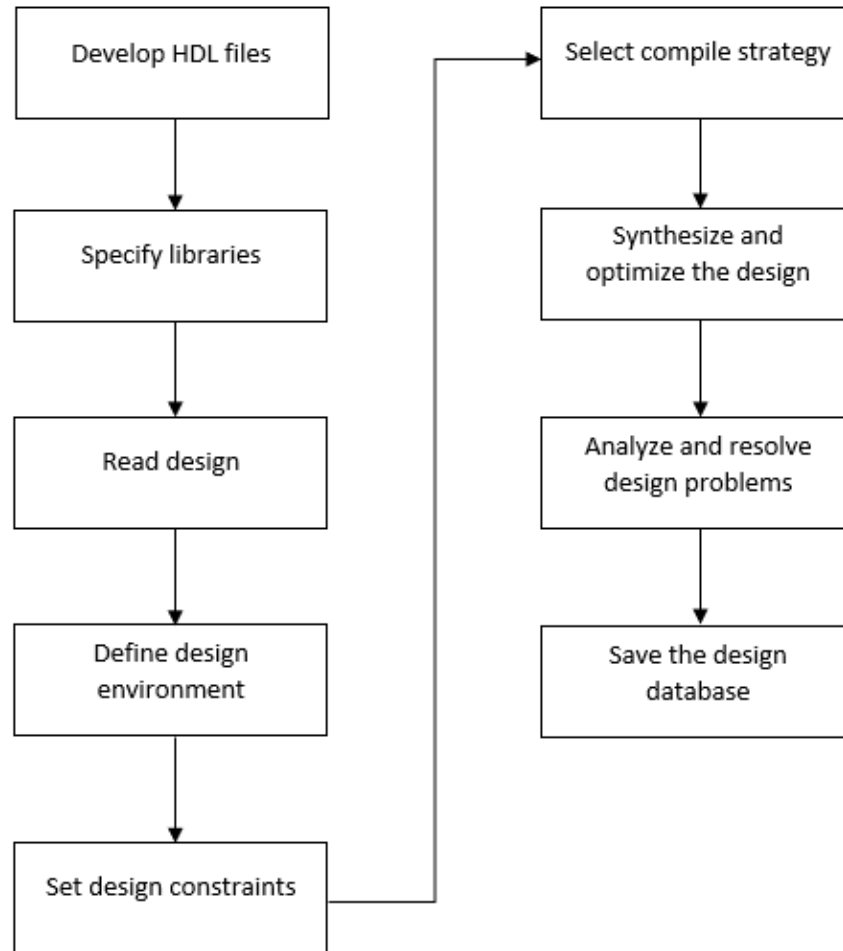 Develop HDL files
Specify libraries
Read design
Define design
environment
Set design constraints
Select compile strategy
Synthesize and
optimize the design
Analyze and resolve
design problems
Save the design
database